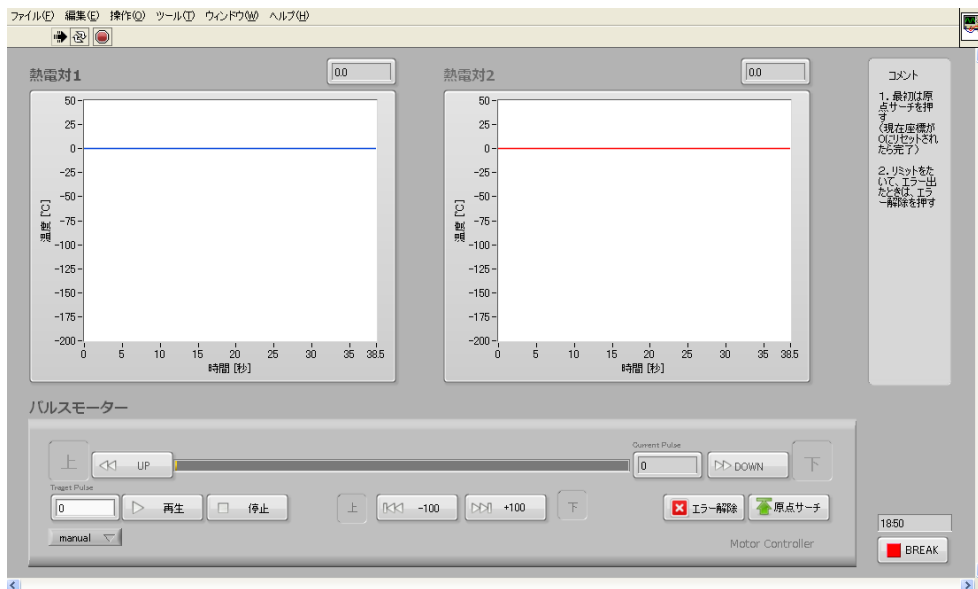 ファイル(F) 編集(E) 操作(O) ツール(T) ウィンドウ(W) ヘルプ(H)
熱電対1
0.0
50
25
0
-25
-50
-75
-100
-125
-150
-175
-200
温度 [C]
0 5 10 15 20 25 30 35 38.5
時間 [秒]
熱電対2
0.0
50
25
0
-25
-50
-75
-100
-125
-150
-175
-200
温度 [C]
0 5 10 15 20 25 30 35 38.5
時間 [秒]
コメント
1. 最初は原
点サーチを押
す
(現在座標が
0にリセットされ
たら完了)
2. リミットをた
いて、エラー出
たときは、エラ
ー解除を押す
パルスモーター
上
UP
Current Pulse
0
DOWN
下
Traget Pulse
0
再生
停止
上
-100
+100
下
エラー解除
原点サーチ
manual
Motor Controller
18:50
BREAK